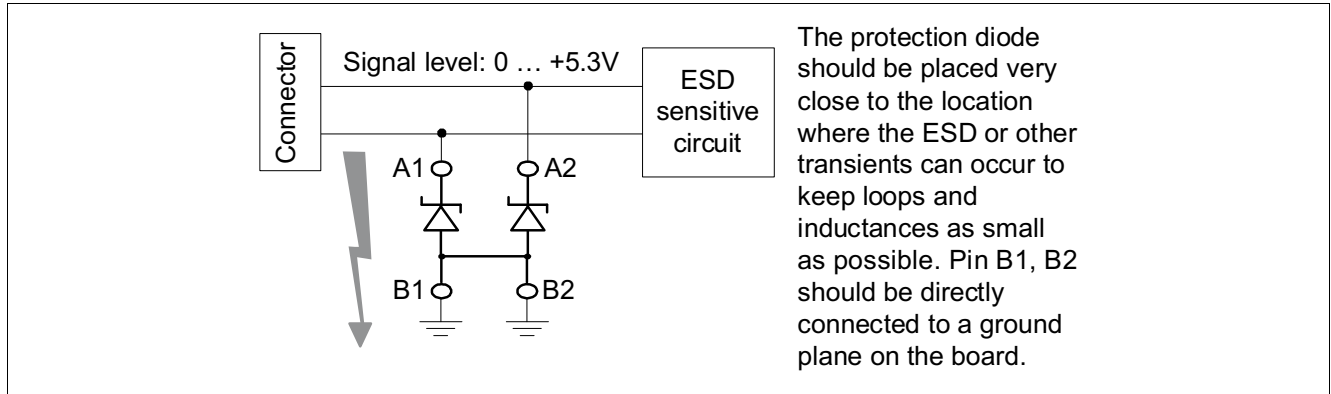 Connector
Signal level: 0 … +5.3V
ESD
sensitive
circuit
A1
A2
B1
B2
The protection diode
should be placed very
close to the location
where the ESD or other
transients can occur to
keep loops and
inductances as small
as possible. Pin B1, B2
should be directly
connected to a ground
plane on the board.